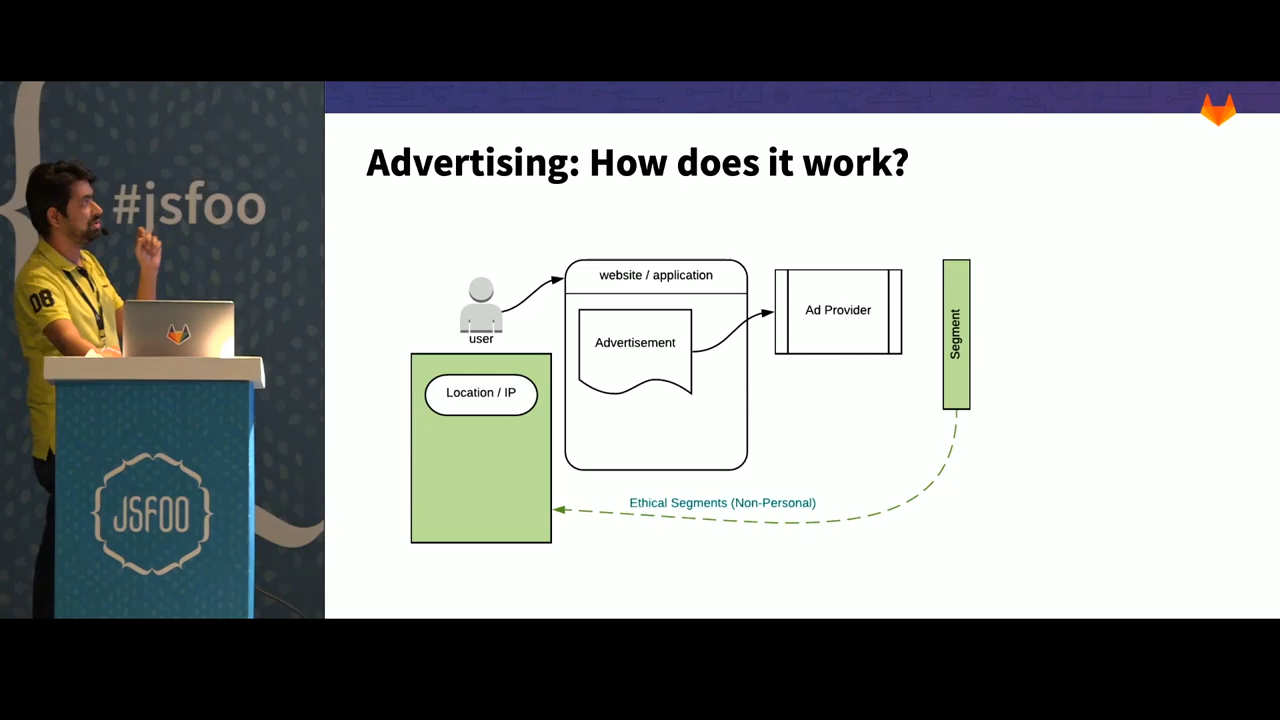 #jsfoo
08
JSFOO
Advertising: How does it work?
user
Location / IP
website / application
Advertisement
Ad Provider
Segment
Ethical Segments (Non-Personal)